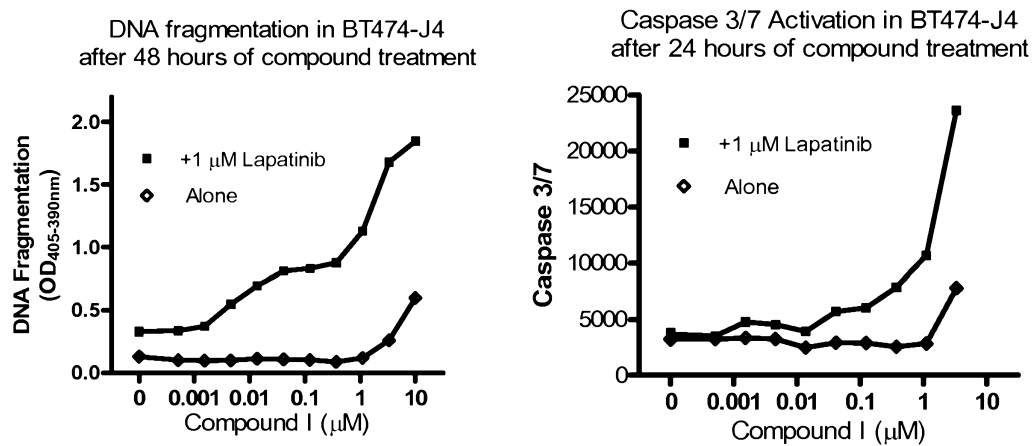 DNA fragmentation in BT474-J4
after 48 hours of compound treatment
2.0
1.5
1.0
0.5
0.0
DNA Fragmentation
(OD405-390nm)
+1 μM Lapatinib
Alone
0 0.001 0.01 0.1 1 10
Compound I (μM)
Caspase 3/7 Activation in BT474-J4
after 24 hours of compound treatment
25000
20000
15000
10000
5000
0
Caspase 3/7
+1 μM Lapatinib
Alone
0 0.001 0.01 0.1 1 10
Compound I (μM)